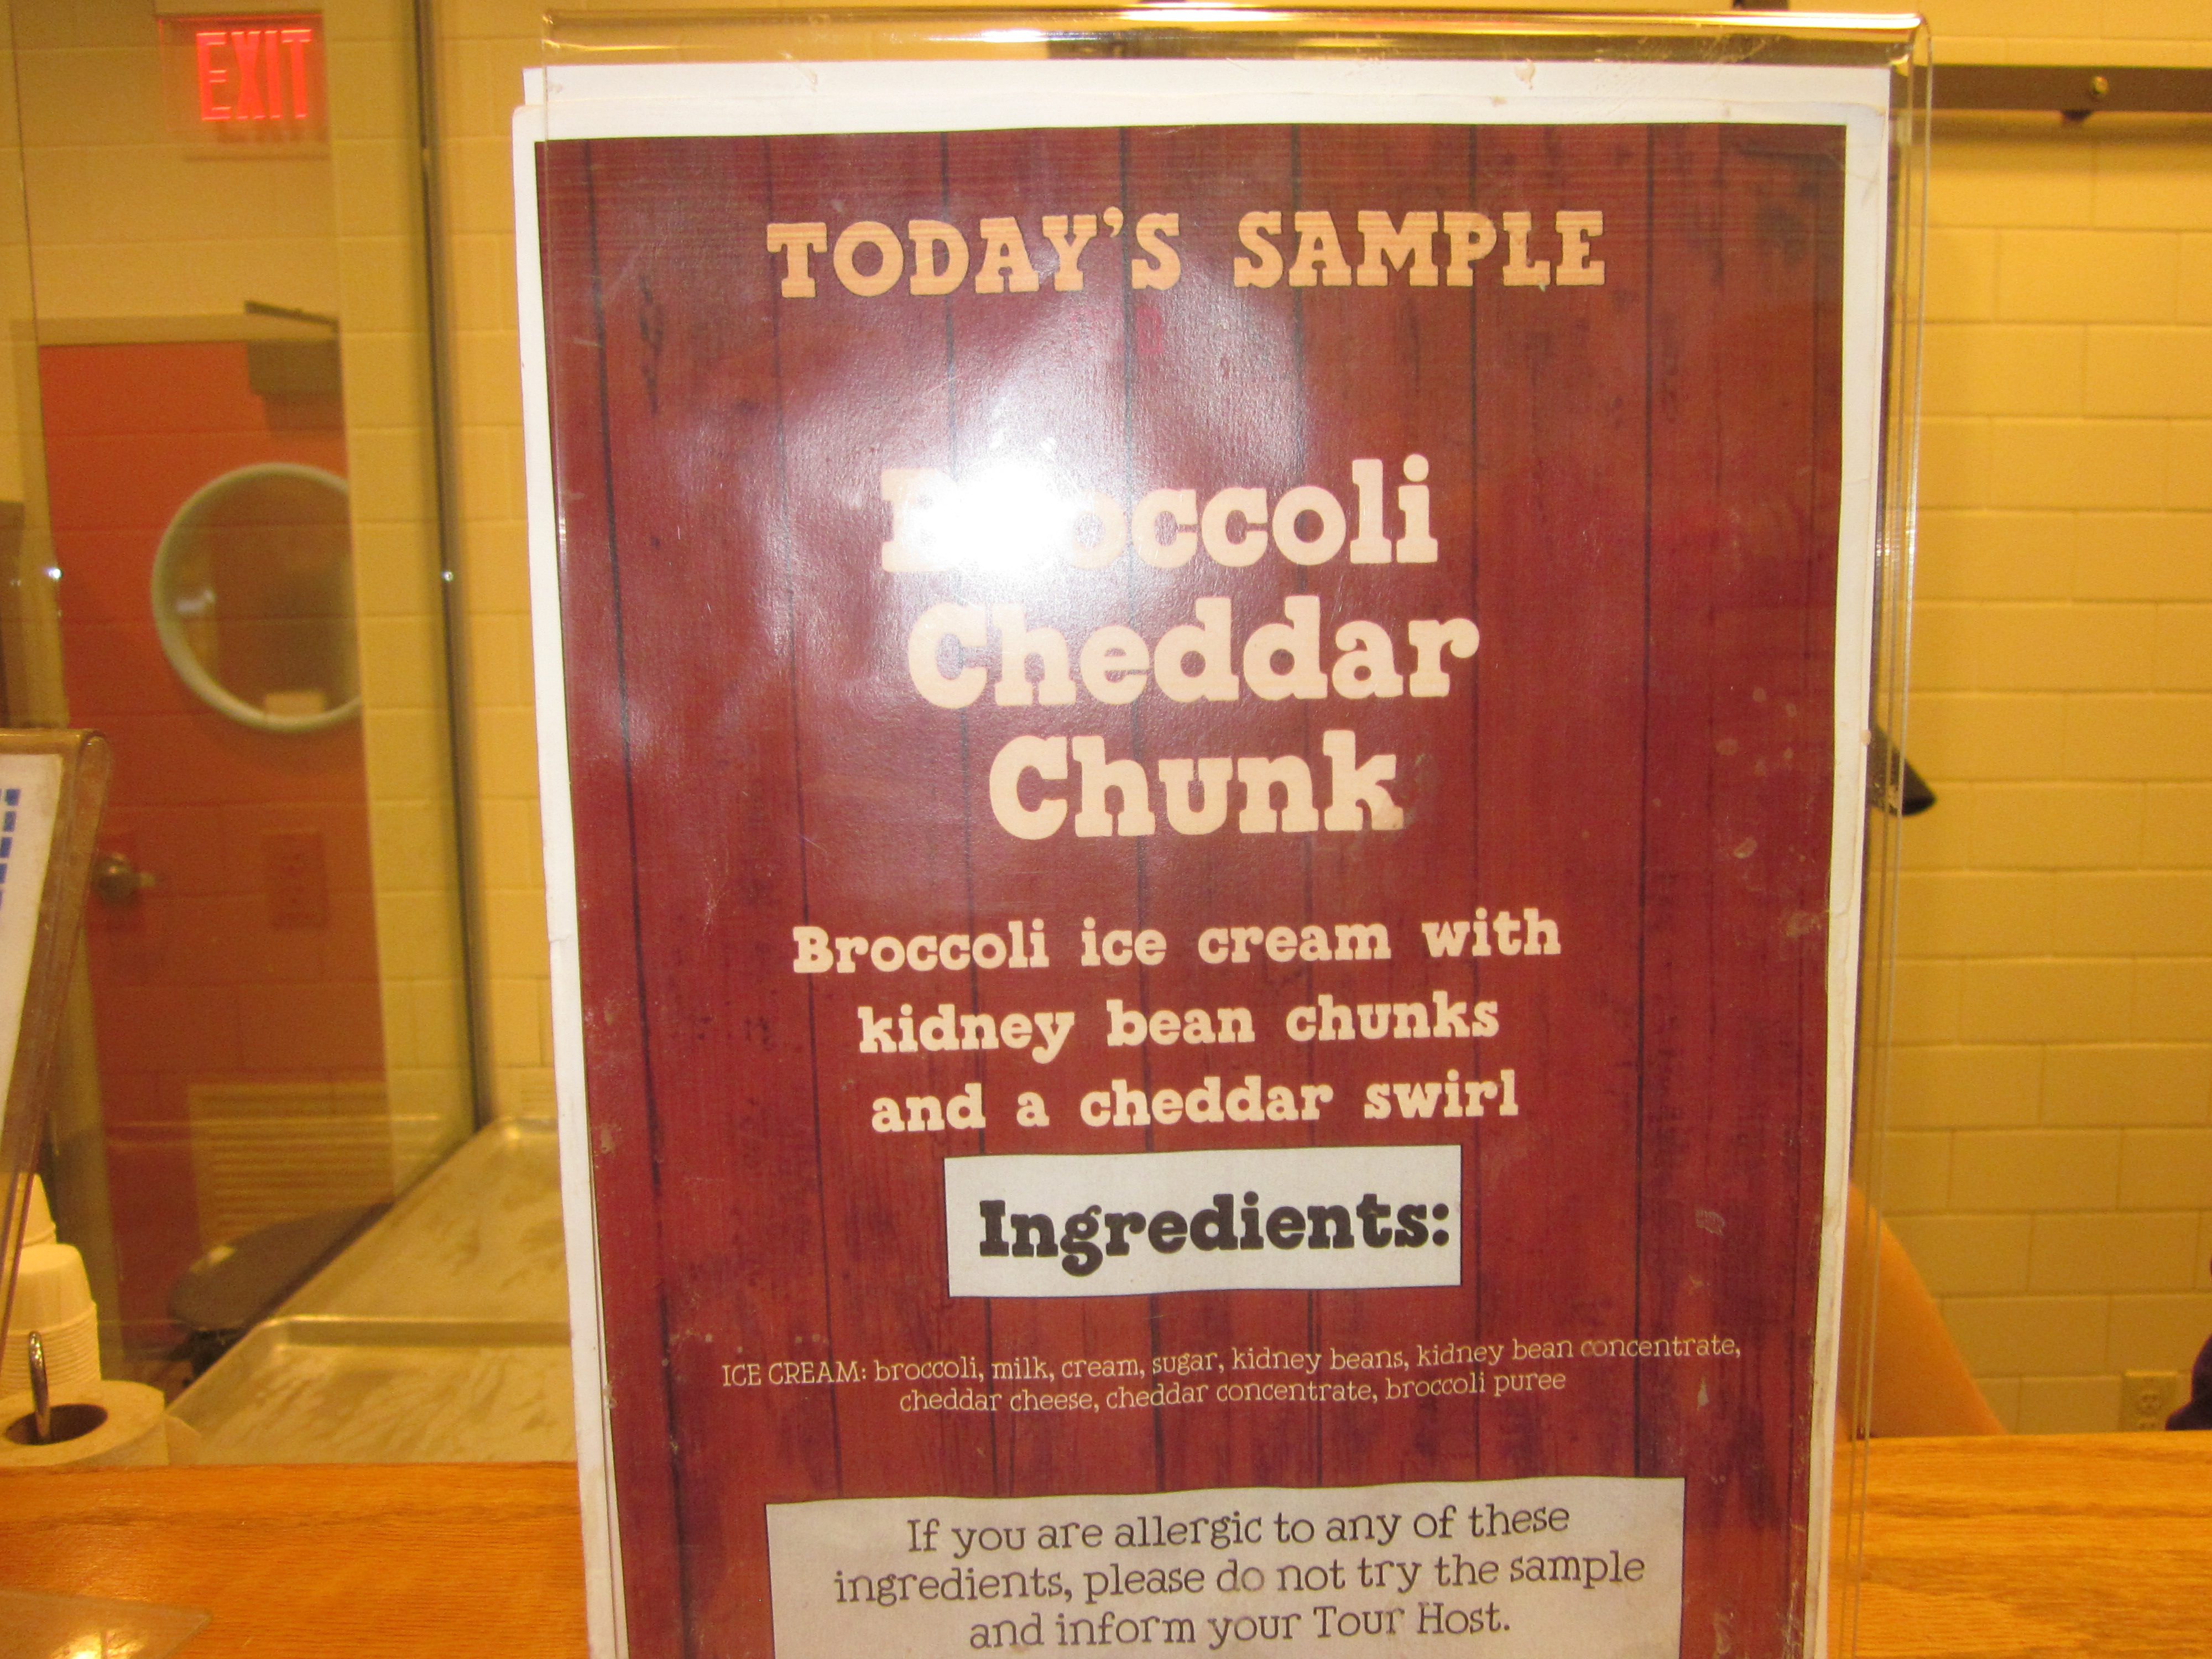 EXIT
TODAY'S SAMPLE
Broccoli
Cheddar
Chunk
Broccoli ice cream with
kidney bean chunks
and a cheddar swirl
Ingredients:
ICE CREAM: broccoli, milk, cream, sugar, kidney beans, kidney bean concentrate,
cheddar cheese, cheddar concentrate, broccoli puree
If you are allergic to any of these
ingredients, please do not try the sample
and inform your Tour Host.